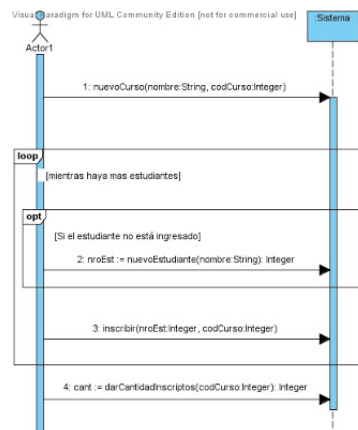 Visual Paradigm for UML Community Edition [not for commercial use]
:Sistema
Actor1
1: nuevoCurso(nombre:String, codCurso:Integer)
loop
[mientras haya mas estudiantes]
opt
[Si el estudiante no está ingresado]
2: nroEst := nuevoEstudiante(nombre:String): Integer
3: inscribir(nroEst:Integer, codCurso:Integer)
4: cant := darCantidadInscriptos(codCurso:Integer): Integer